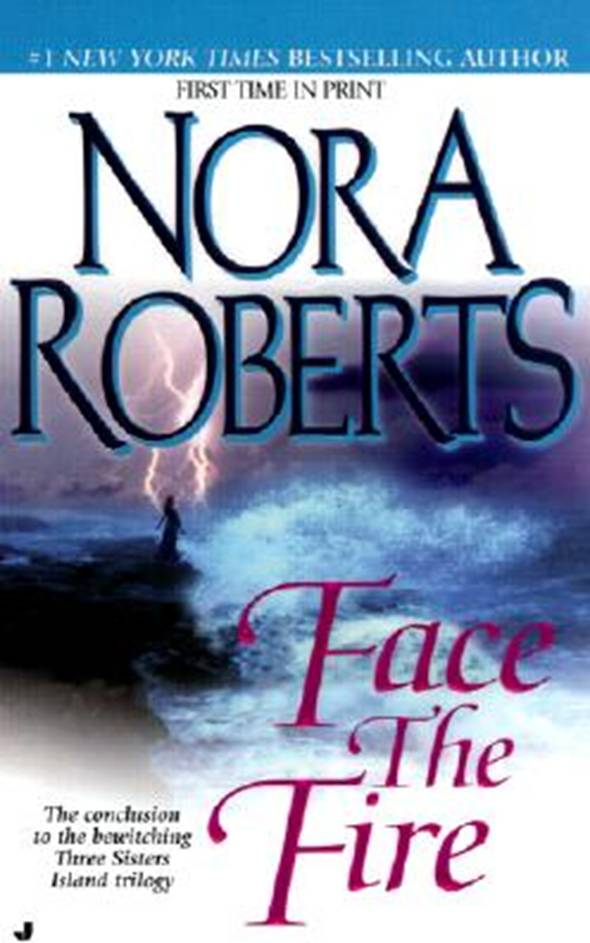 #1 NEW YORK TIMES BESTSELLING AUTHOR
FIRST TIME IN PRINT
NORA
ROBERTS
Face
The
Fire
The conclusion
to the bewitching
Three Sisters
Island trilogy
J